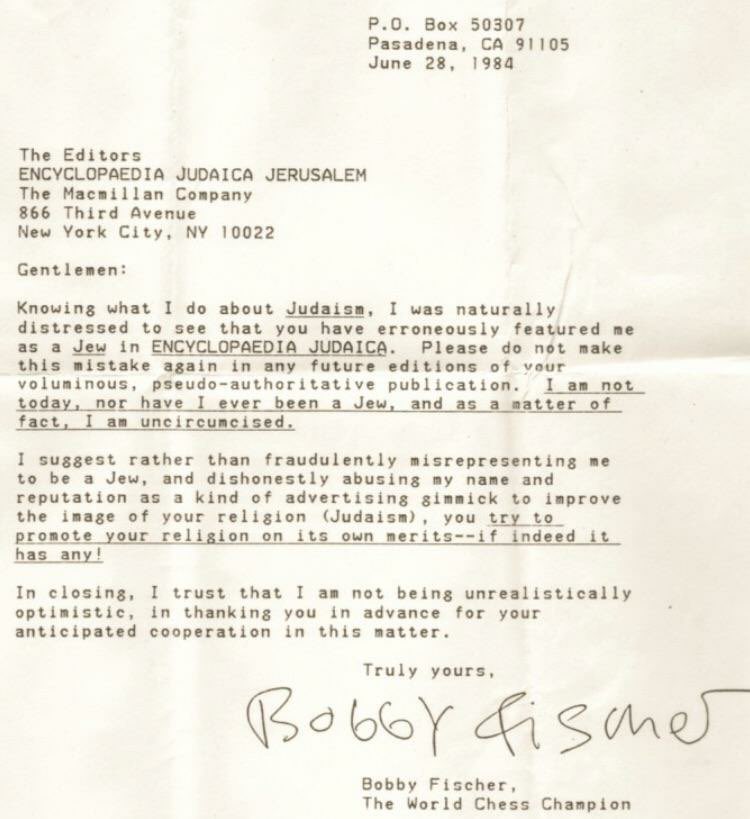 P.O. Box 50307
Pasadena, CA 91105
June 28, 1984
The Editors
ENCYCLOPAEDIA JUDAICA JERUSALEM
The Macmillan Company
866 Third Avenue
New York City, NY 10022
Gentlemen:
Knowing what I do about Judaism, I was naturally
distressed to see that you have erroneously featured me
as a Jew in ENCYCLOPAEDIA JUDAICA. Please do not make
this mistake again in any future editions of your
voluminous, pseudo-authoritative publication. I am not
today, nor have I ever been a Jew, and as a matter of
fact, I am uncircumcised.
I suggest rather than fraudulently misrepresenting me
to be a Jew, and dishonestly abusing my name and
reputation as a kind of advertising gimmick to improve
the image of your religion (Judaism), you try to
promote your religion on its own merits--if indeed it
has any!
In closing, I trust that I am not being unrealistically
optimistic, in thanking you in advance for your
anticipated cooperation in this matter.
Truly yours,
Bobby Fischer
Bobby Fischer,
The World Chess Champion